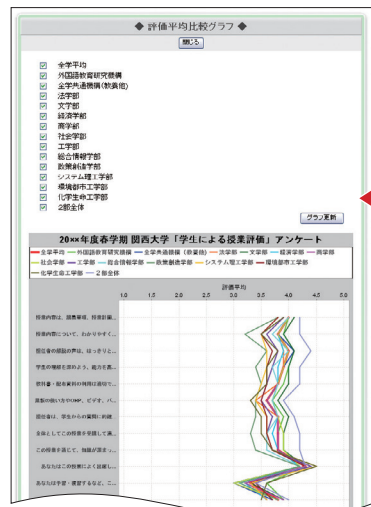 ◆ 評価平均比較グラフ ◆
閉じる
全学平均
外国語教育研究機構
全学共通機構(教養他)
法学部
文学部
経済学部
商学部
社会学部
工学部
総合情報学部
政策創造学部
システム理工学部
環境都市工学部
化学生命工学部
2部全体
グラフ更新
20××年度春学期 関西大学「学生による授業評価」アンケート
全学平均 外国語教育研究機構 全学共通機構(教養他) 法学部 文学部 経済学部 商学部
社会学部 工学部 総合情報学部 政策創造学部 システム理工学部 環境都市工学部
化学生命工学部 2部全体
評価平均
1.0 1.5 2.0 2.5 3.0 3.5 4.0 4.5 5.0
授業内容は、講義要項、授業計画...
授業内容について、わかりやすく...
担任者の説明の声は、はっきりと...
学生の理解を深めよう、能力を高...
教科書・配布資料の利用は適切で...
黒板の使い方やOHP、ビデオ、パ...
担任者は、学生からの質問に的確...
全体としてこの授業を受講して満...
この授業を通じて、知識が深まっ...
あなたはこの授業によく出席し...
あなたは予習・復習するなど、こ...